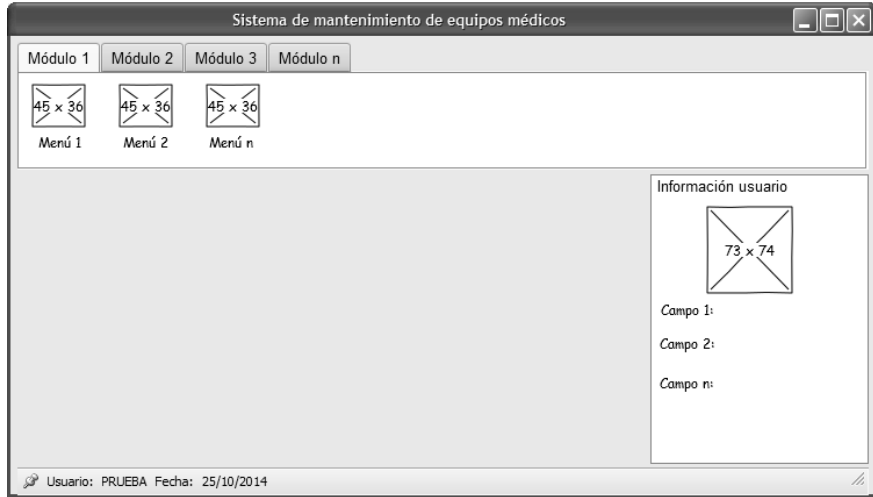 Sistema de mantenimiento de equipos médicos
Módulo 1 Módulo 2 Módulo 3 Módulo n
45 x 36 45 x 36 45 x 36
Menú 1 Menú 2 Menú n
Información usuario
73 x 74
Campo 1:
Campo 2:
Campo n:
Usuario: PRUEBA Fecha: 25/10/2014